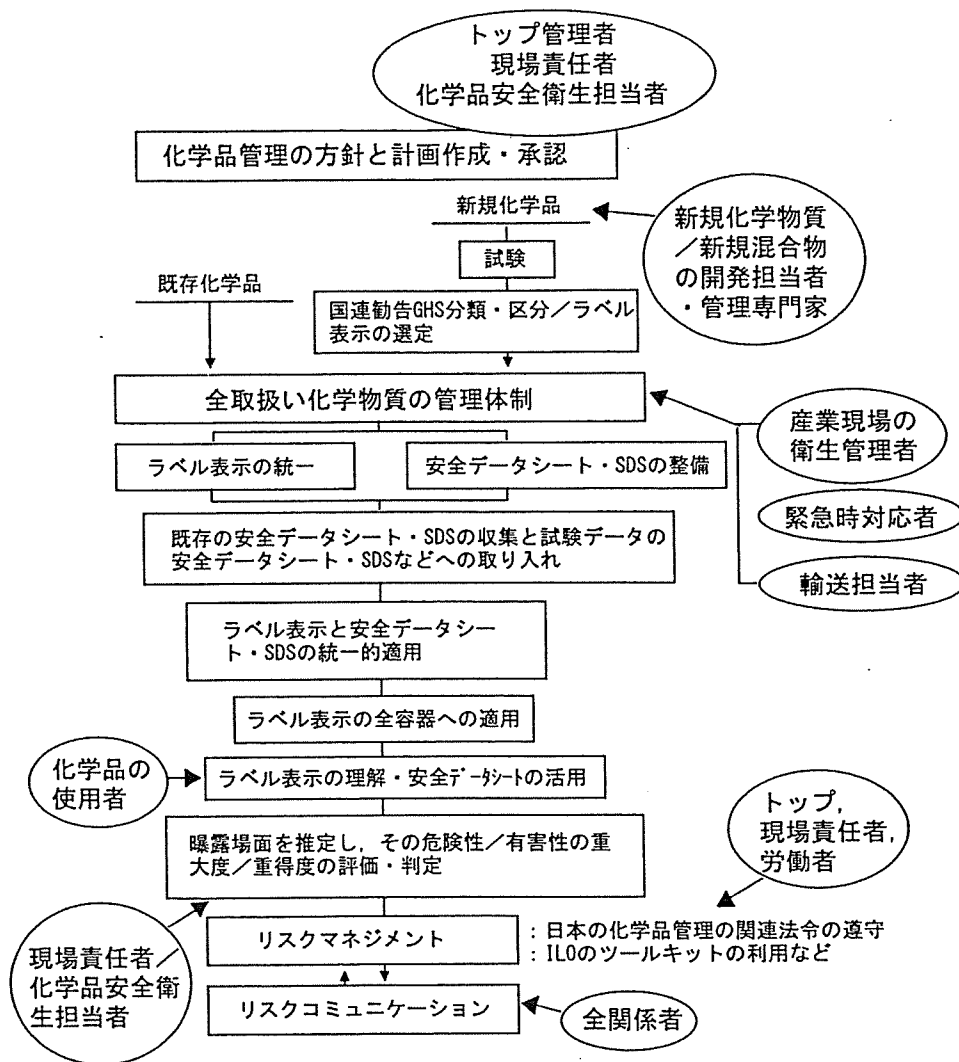 トップ管理者
現場責任者
化学品安全衛生担当者
化学品管理の方針と計画作成・承認
新規化学品
新規化学物質
／新規混合物
の開発担当者
・管理専門家
試験
既存化学品
国連勧告GHS分類・区分／ラベル
表示の選定
全取扱い化学物質の管理体制
産業現場の
衛生管理者
ラベル表示の統一
安全データシート・SDSの整備
緊急時対応者
既存の安全データシート・SDSの収集と試験データの
安全データシート・SDSなどへの取り入れ
輸送担当者
ラベル表示と安全データシー
ト・SDSの統一的適用
ラベル表示の全容器への適用
化学品の
使用者
ラベル表示の理解・安全データシートの活用
トップ,
現場責任者,
労働者
曝露場面を推定し，その危険性／有害性の重
大度／重得度の評価・判定
リスクマネジメント
：日本の化学品管理の関連法令の遵守
：ILOのツールキットの利用など
現場責任者
化学品安全衛
生担当者
リスクコミュニケーション
全関係者